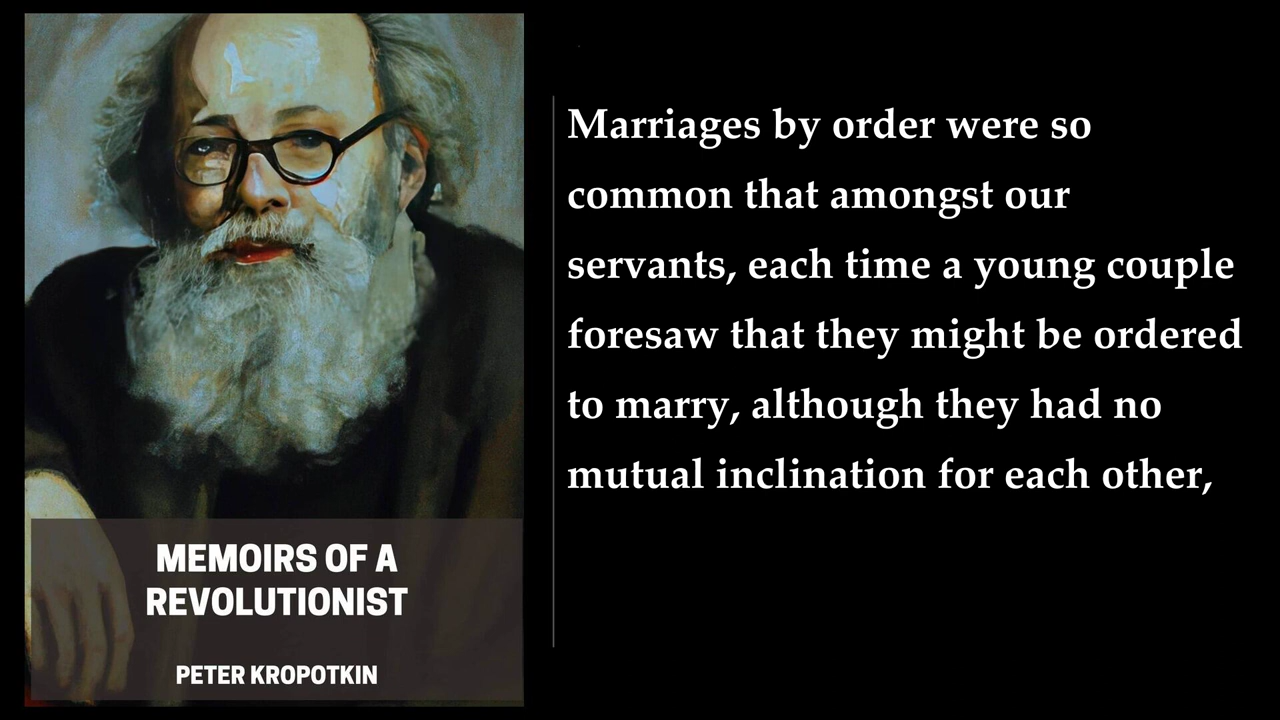 Marriages by order were so
common that amongst our
servants, each time a young couple
foresaw that they might be ordered
to marry, although they had no
mutual inclination for each other,
MEMOIRS OF A
REVOLUTIONIST
PETER KROPOTKIN